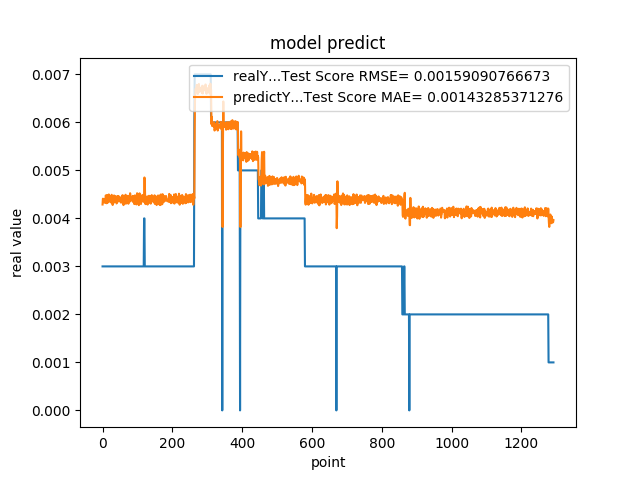 model predict
realY...Test Score RMSE= 0.00159090766673
predictY...Test Score MAE= 0.00143285371276
real value
0.007
0.006
0.005
0.004
0.003
0.002
0.001
0.000
0 200 400 600 800 1000 1200
point